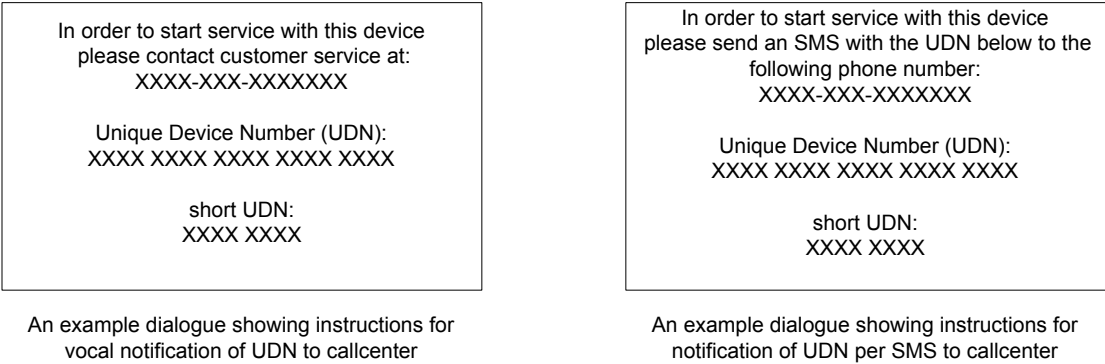 In order to start service with this device
please contact customer service at:
XXXX-XXX-XXXXXXX
Unique Device Number (UDN):
XXXX XXXX XXXX XXXX XXXX
short UDN:
XXXX XXXX
An example dialogue showing instructions for
vocal notification of UDN to callcenter
In order to start service with this device
please send an SMS with the UDN below to the
following phone number:
XXXX-XXX-XXXXXXX
Unique Device Number (UDN):
XXXX XXXX XXXX XXXX XXXX
short UDN:
XXXX XXXX
An example dialogue showing instructions for
notification of UDN per SMS to callcenter